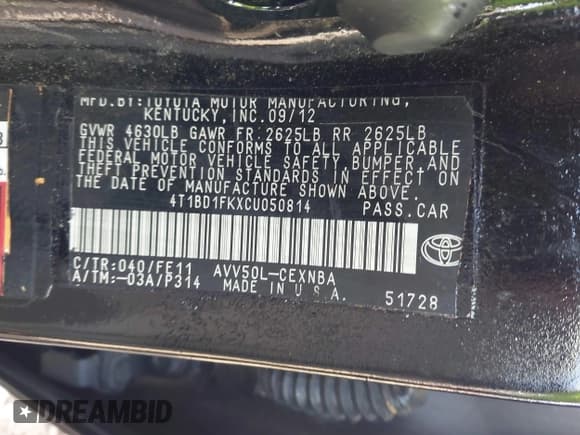 MFD. BY: TOYOTA MOTOR MANUFACTURING,
KENTUCKY, INC. 09/12
GVWR 4630LB GAWR FR 2625LB RR 2625LB
THIS VEHICLE CONFORMS TO ALL APPLICABLE
FEDERAL MOTOR VEHICLE SAFETY, BUMPER, AND
THEFT PREVENTION STANDARDS IN EFFECT ON
THE DATE OF MANUFACTURE SHOWN ABOVE.
4T1BD1FKXCU050814 PASS. CAR
C/TR: 040/FE11 AVV50L-CEXNBA
A/TM: -03A/P314 MADE IN U.S.A. 51728
DREAMBID